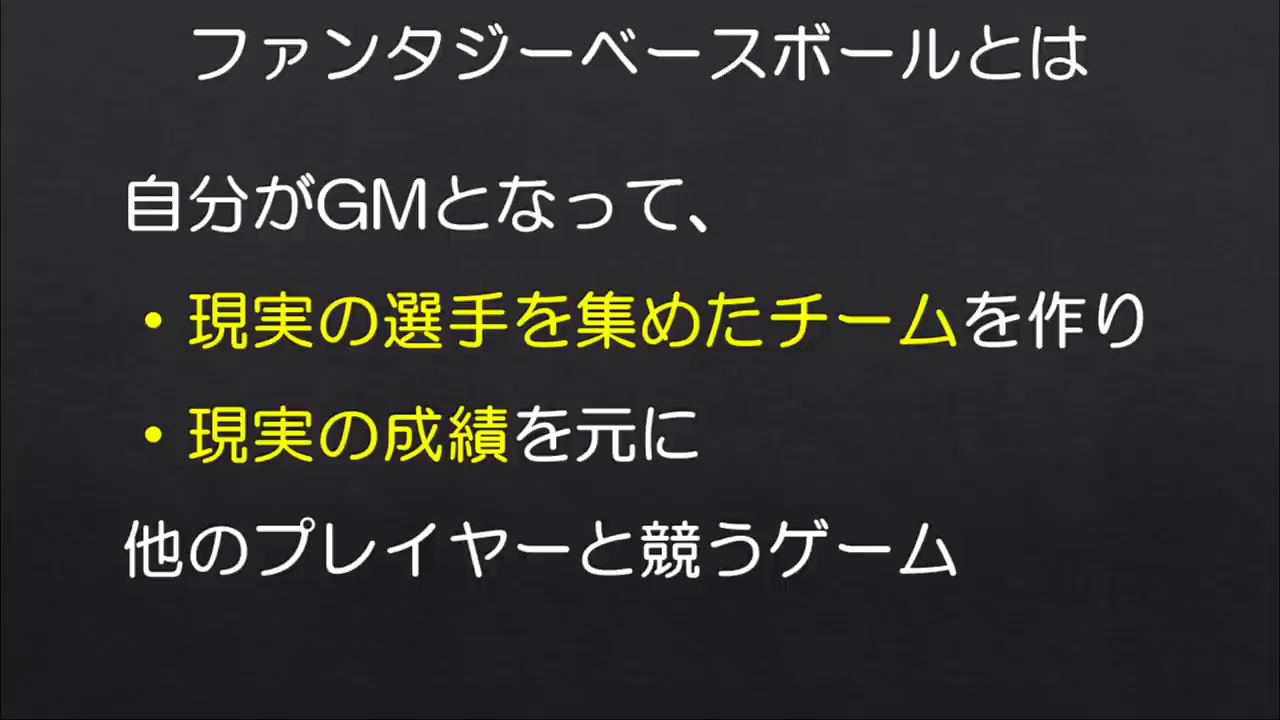 ファンタジーベースボールとは
自分がGMとなって、
・現実の選手を集めたチームを作り
・現実の成績を元に
他のプレイヤーと競うゲーム